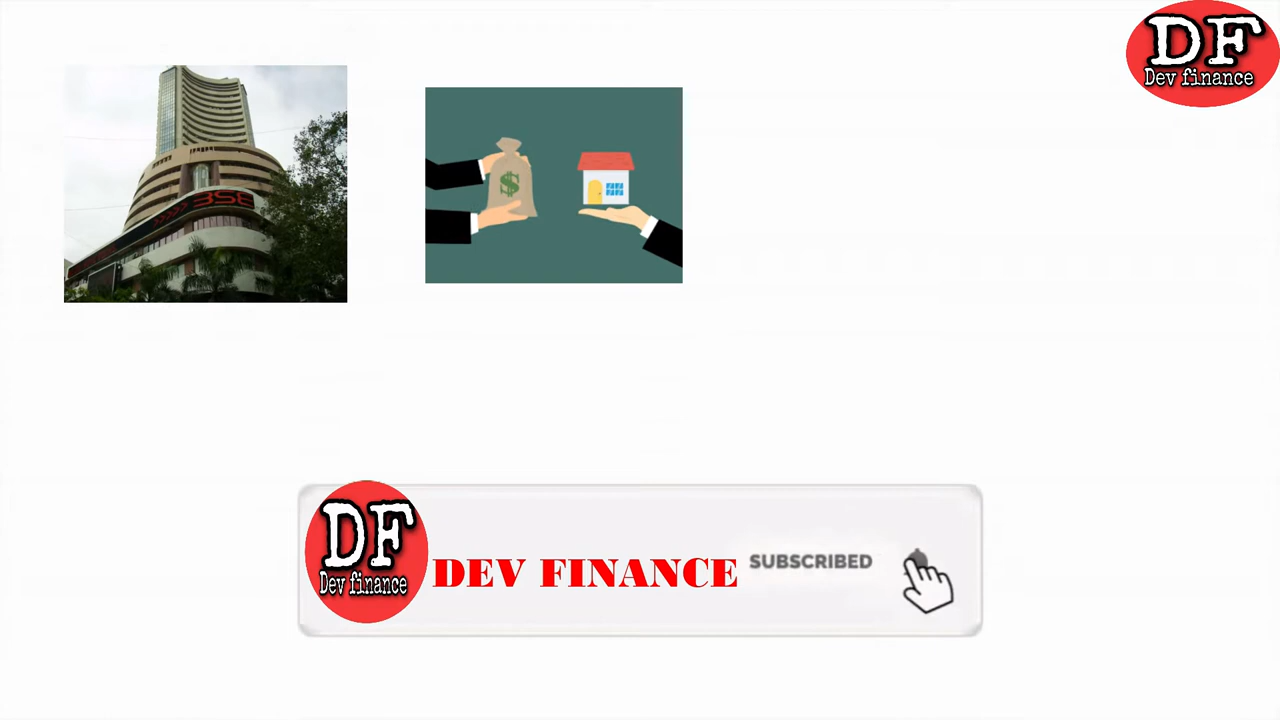 DF
Dev finance
BSE
$
DF
Dev finance
DEV FINANCE
SUBSCRIBED